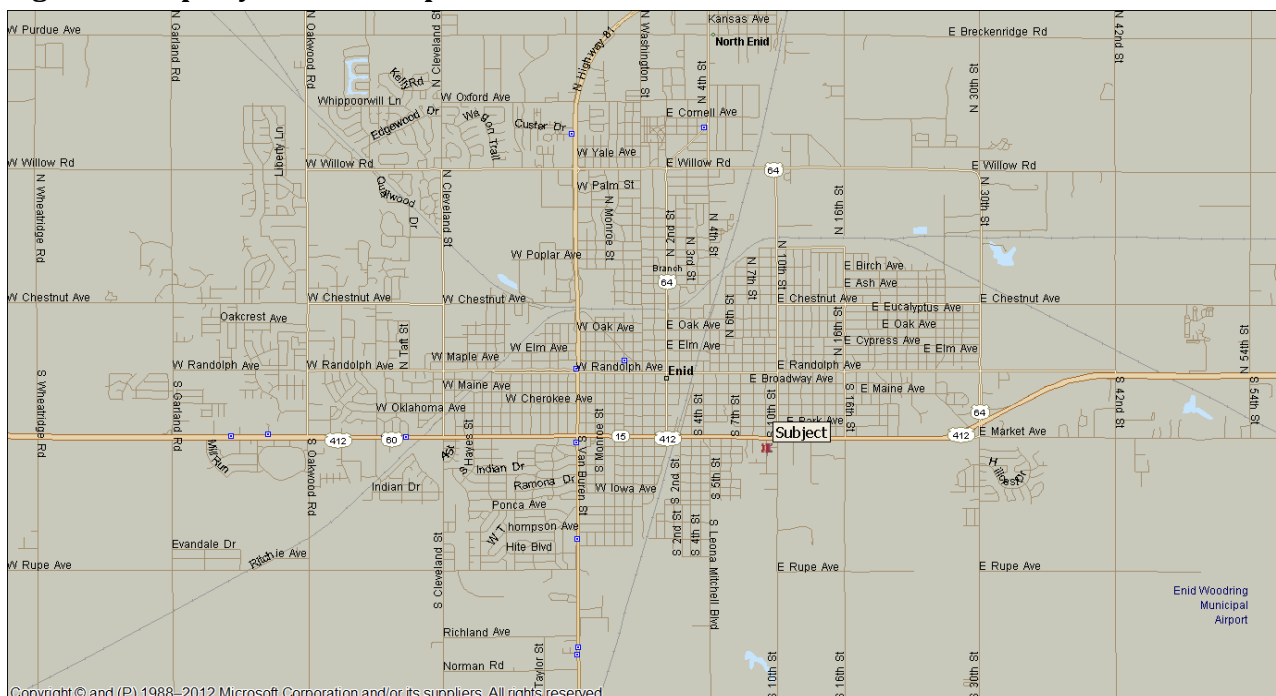 Kansas Ave
W Purdue Ave
N Garland Rd
N Oakwood Rd
N Cleveland St
N Highway 81
N Washington St
North Enid
N 4th St
E Breckenridge Rd
N 30th St
N 42nd St
Kelly Rd
Whippoorwill Ln
W Oxford Ave
Edgewood Dr
Wagon Trail
Custer Dr
E Cornell Ave
Liberty Ln
W Willow Rd
W Willow Rd
W Yale Ave
E Willow Rd
E Willow Rd
64
N Wheatridge Rd
Quailwood Dr
N Cleveland St
W Palm St
N Monroe St
N 2nd St
N 3rd St
N 4th St
N 16th St
N 30th St
W Poplar Ave
Branch
64
N 7th St
N 10th St
E Birch Ave
E Ash Ave
W Chestnut Ave
W Chestnut Ave
W Chestnut Ave
E Chestnut Ave
E Eucalyptus Ave
E Chestnut Ave
Oakcrest Ave
N Taft St
W Oak Ave
E Oak Ave
N 6th St
N 16th St
E Oak Ave
W Elm Ave
E Elm Ave
E Cypress Ave
E Elm Ave
N 54th St
W Maple Ave
W Randolph Ave
W Randolph Ave
W Randolph Ave
E Randolph Ave
Enid
E Broadway Ave
S Wheatridge Rd
S Garland Rd
W Maine Ave
W Cherokee Ave
E Maine Ave
S 42nd St
S 54th St
W Oklahoma Ave
S Monroe St
S 4th St
S 7th St
S 10th St
E Park Ave
S 16th St
64
412
60
15
412
Subject
412
E Market Ave
Mill Run
S Oakwood Rd
Hayes St
S Van Buren St
Indian Dr
Indian Dr
Ramona Dr
W Iowa Ave
S 2nd St
S 5th St
Hillcrest Dr
Ponca Ave
W Thompson Ave
Hite Blvd
S 2nd St
S 4th St
S Leona Mitchell Blvd
Evandale Dr
Ritchie Ave
W Rupe Ave
S Cleveland St
E Rupe Ave
E Rupe Ave
Enid Woodring
Municipal
Airport
Richland Ave
Norman Rd
Taylor St
S 10th St
S 16th St
S 30th St
S 42nd St
Copyright © and (P) 1988–2012 Microsoft Corporation and/or its suppliers. All rights reserved.